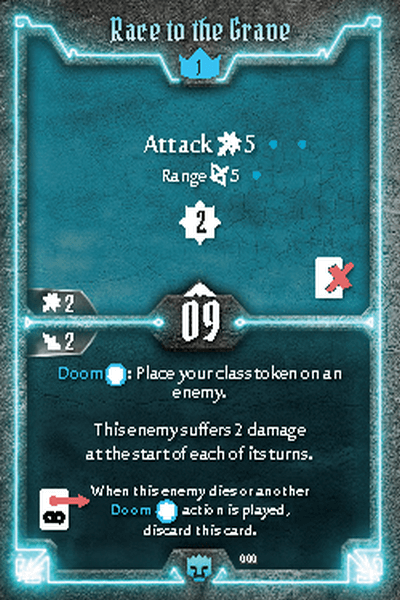 Race to the Grave
1
Attack 5
Range 5
2
2
09
2
Doom : Place your class token on an
enemy.
This enemy suffers 2 damage
at the start of each of its turns.
When this enemy dies or another
Doom action is played,
discard this card.
000